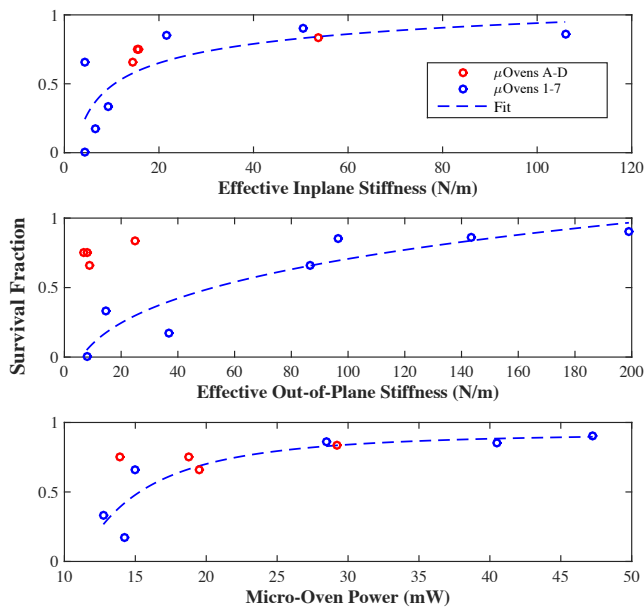 1
0.5
0
0 20 40 60 80 100 120
Effective Inplane Stiffness (N/m)
μOvens A-D
μOvens 1-7
Fit
Survival Fraction
1
0.5
0
0 20 40 60 80 100 120 140 160 180 200
Effective Out-of-Plane Stiffness (N/m)
1
0.5
0
10 15 20 25 30 35 40 45 50
Micro-Oven Power (mW)